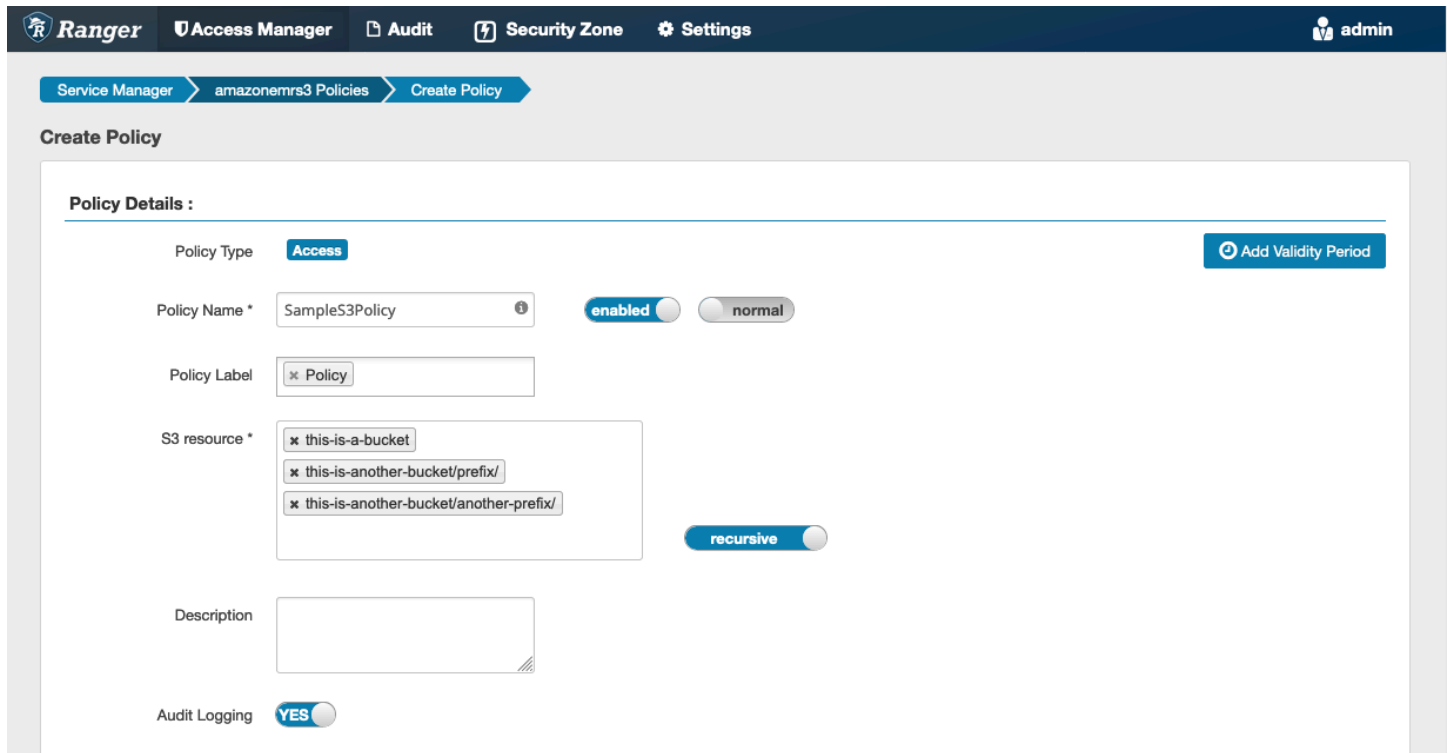 Ranger Access Manager Audit Security Zone Settings admin
Service Manager amazonemrs3 Policies Create Policy
Create Policy
Policy Details :
Policy Type Access Add Validity Period
Policy Name * SampleS3Policy enabled normal
Policy Label × Policy
S3 resource * × this-is-a-bucket
× this-is-another-bucket/prefix/
× this-is-another-bucket/another-prefix/
recursive
Description
Audit Logging YES